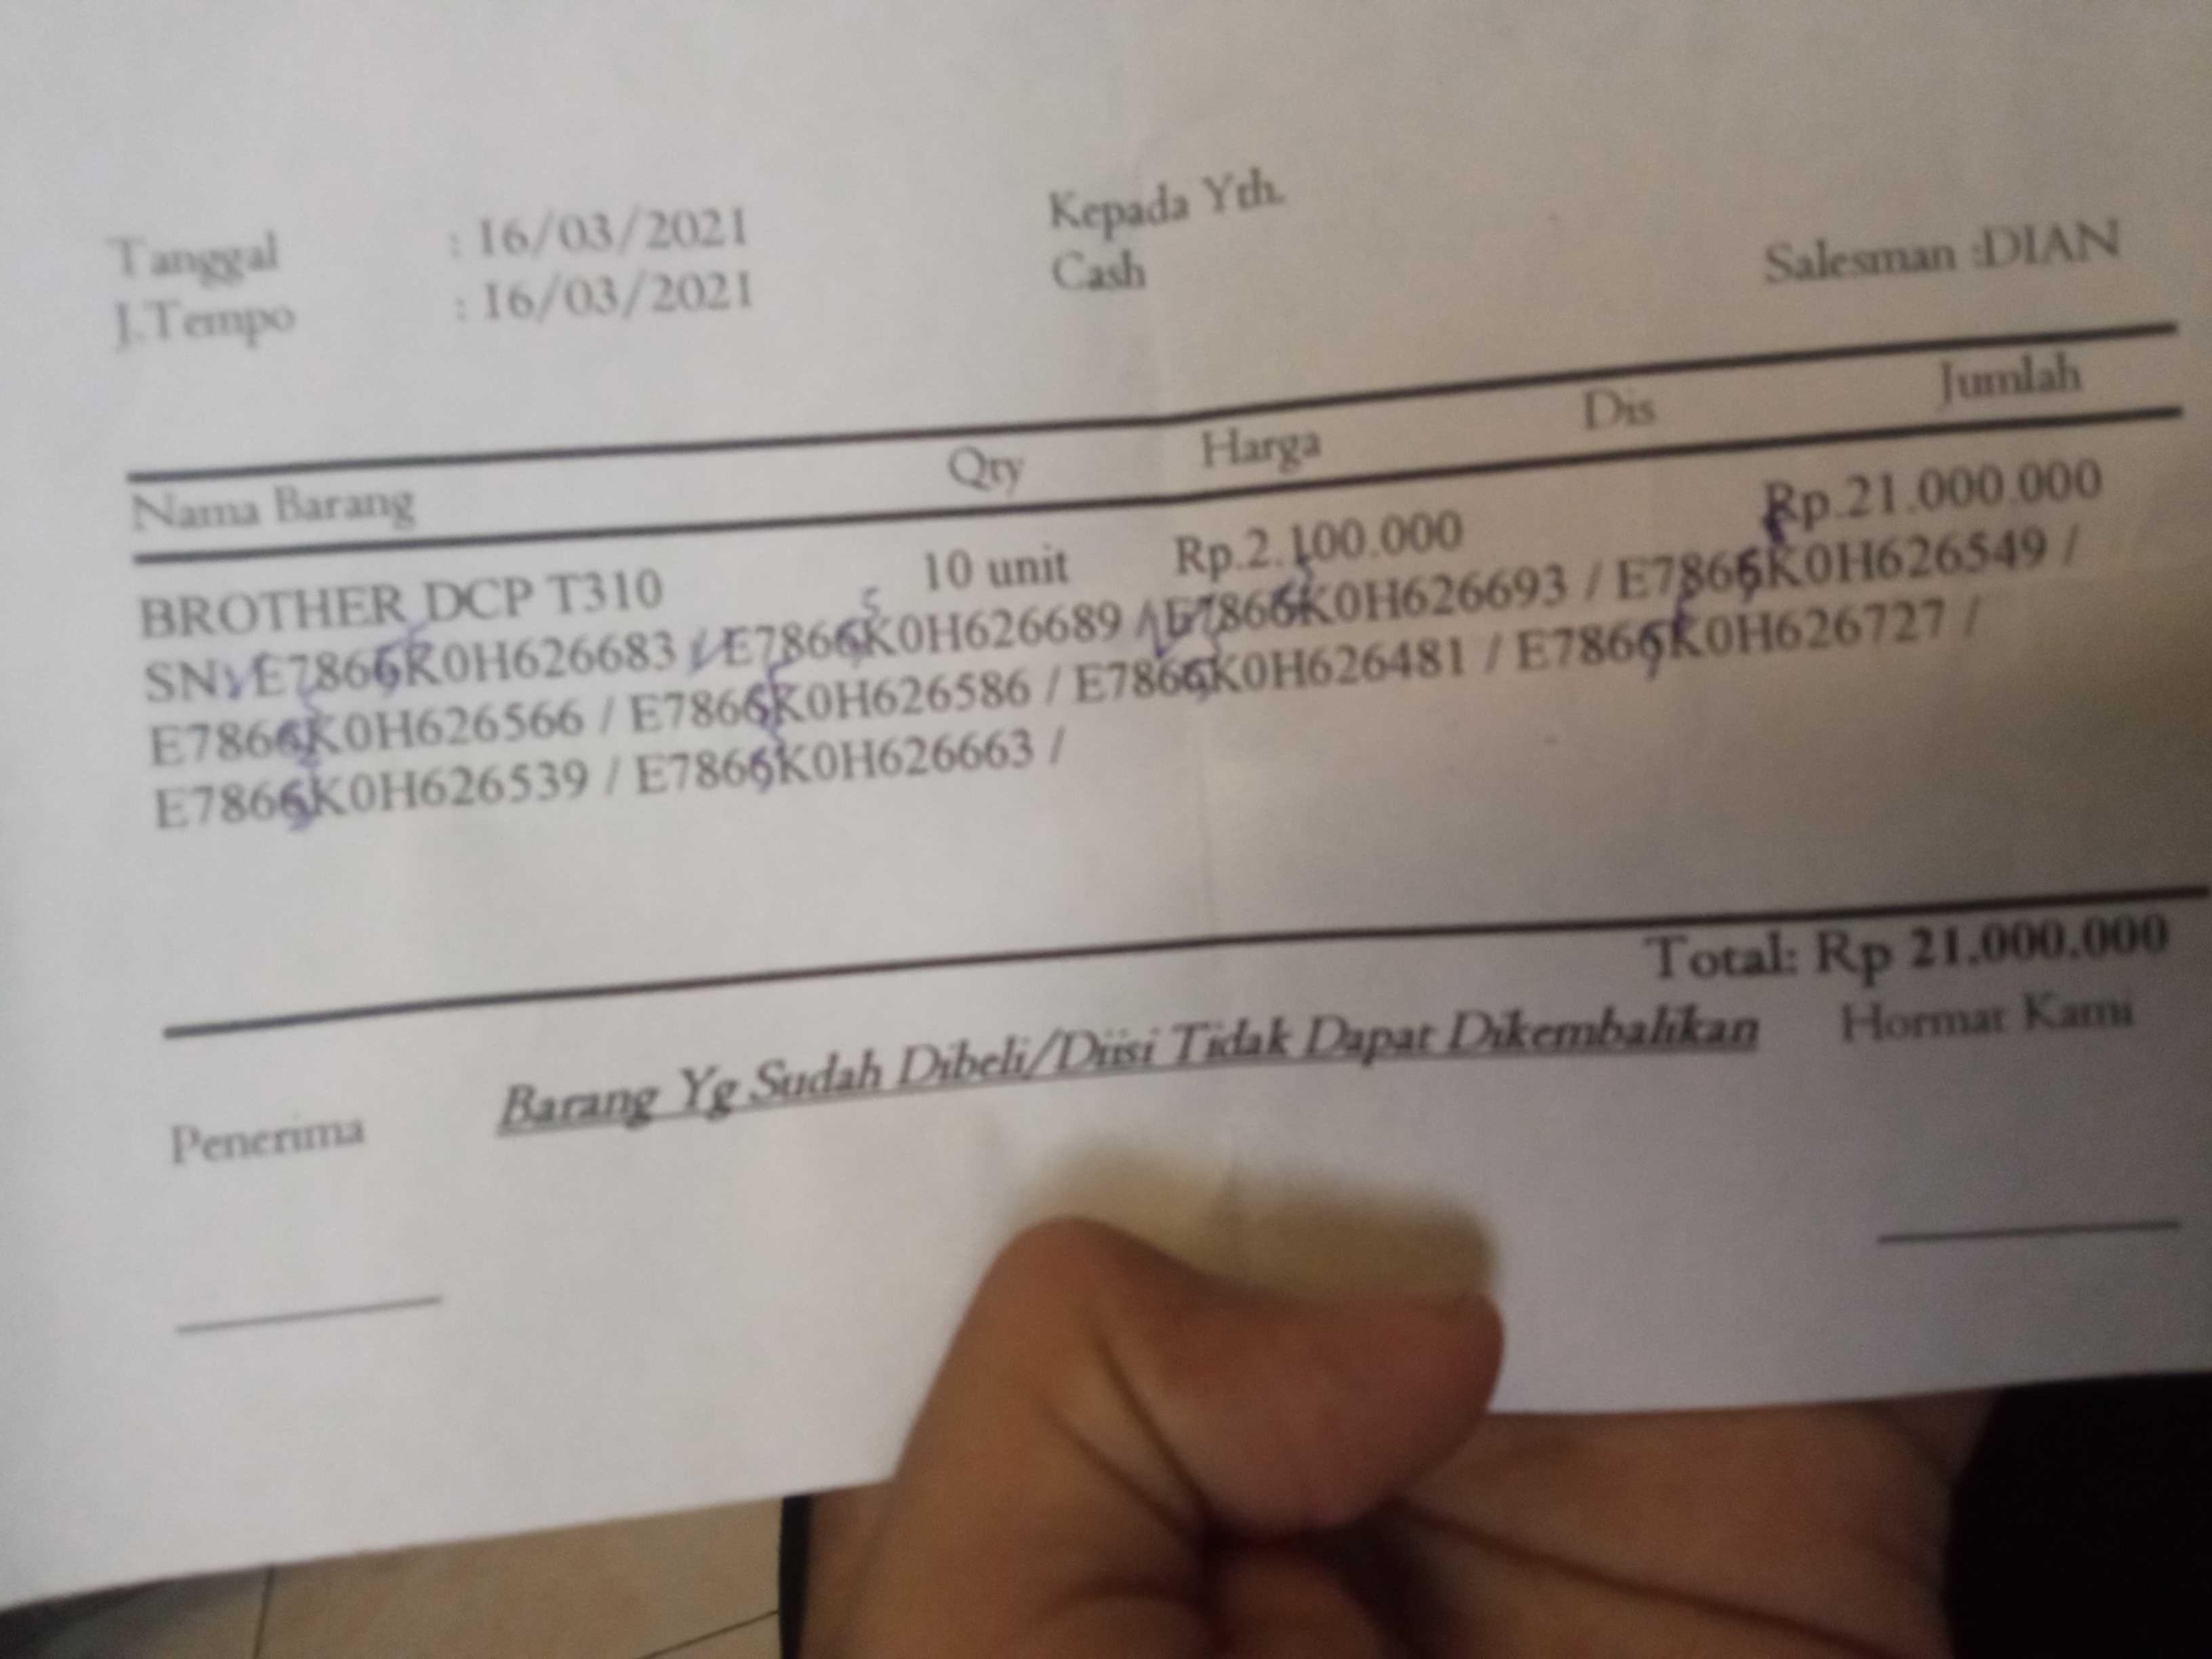 Tanggal : 16/03/2021 Kepada Yth.
J.Tempo : 16/03/2021 Cash Salesman :DIAN
Nama Barang Qty Harga Dis Jumlah
BROTHER DCP T310 10 unit Rp.2.100.000 Rp.21.000.000
SN: E7866K0H626683 / E7866K0H626689 / E7866K0H626693 / E7866K0H626549 /
E7866K0H626566 / E7866K0H626586 / E7866K0H626481 / E7866K0H626727 /
E7866K0H626539 / E7866K0H626663 /
Total: Rp 21.000.000
Barang Yg Sudah Dibeli/Diisi Tidak Dapat Dikembalikan
Penerima Hormat Kami